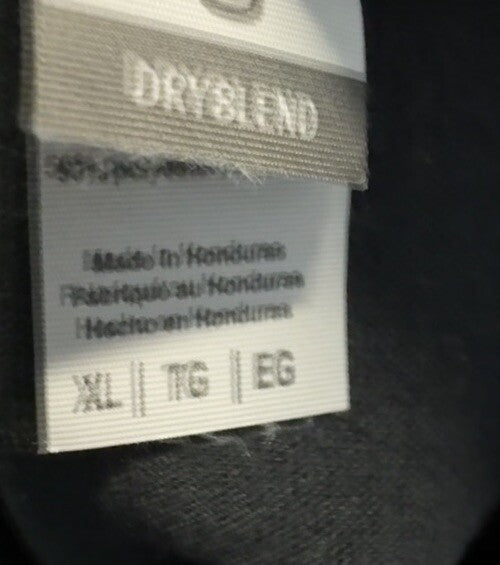 DRYBLEND
Made in Honduras
Fabriqué au Honduras
Hecho en Honduras
XL | TG | EG